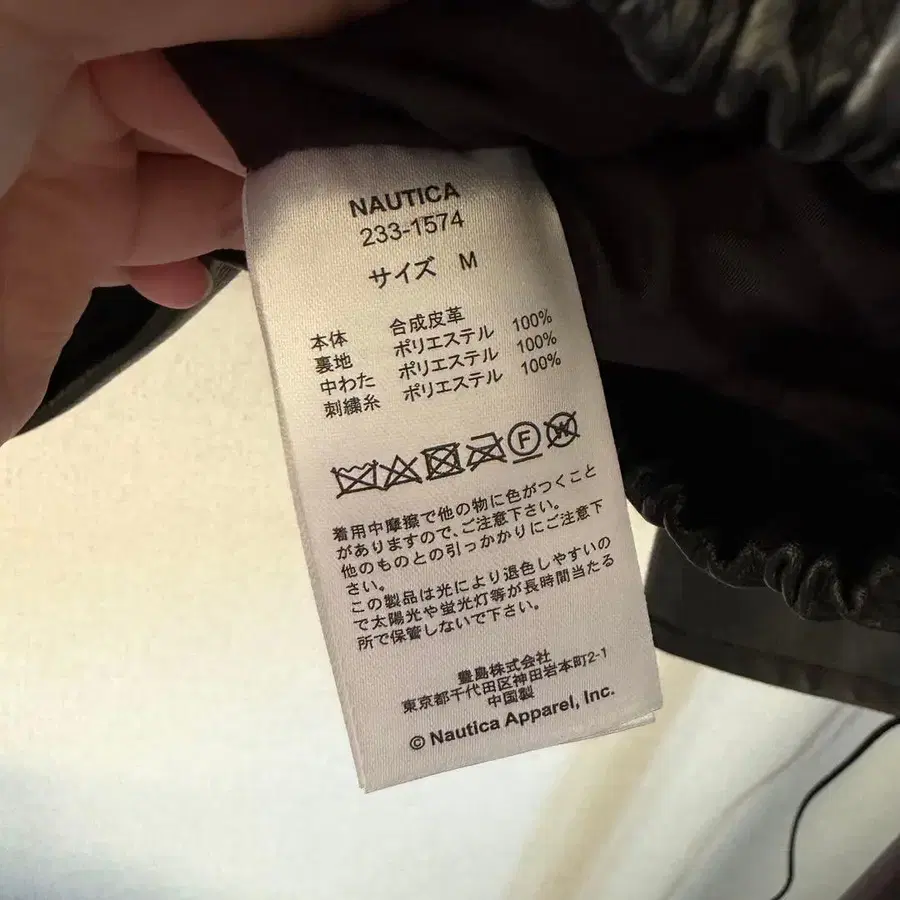 NAUTICA
233-1574
サイズ M
本体 合成皮革
裏地 ポリエステル 100%
中わた ポリエステル 100%
刺繍糸 ポリエステル 100%
F W
着用中摩擦で他の物に色がつくこと
がありますので、ご注意下さい。
他のものとの引っかかりにご注意下
さい。
この製品は光により退色しやすいの
で太陽光や蛍光灯等が長時間当たる
所で保管しないで下さい。
豊島株式会社
東京都千代田区神田岩本町2-1
中国製
© Nautica Apparel, Inc.